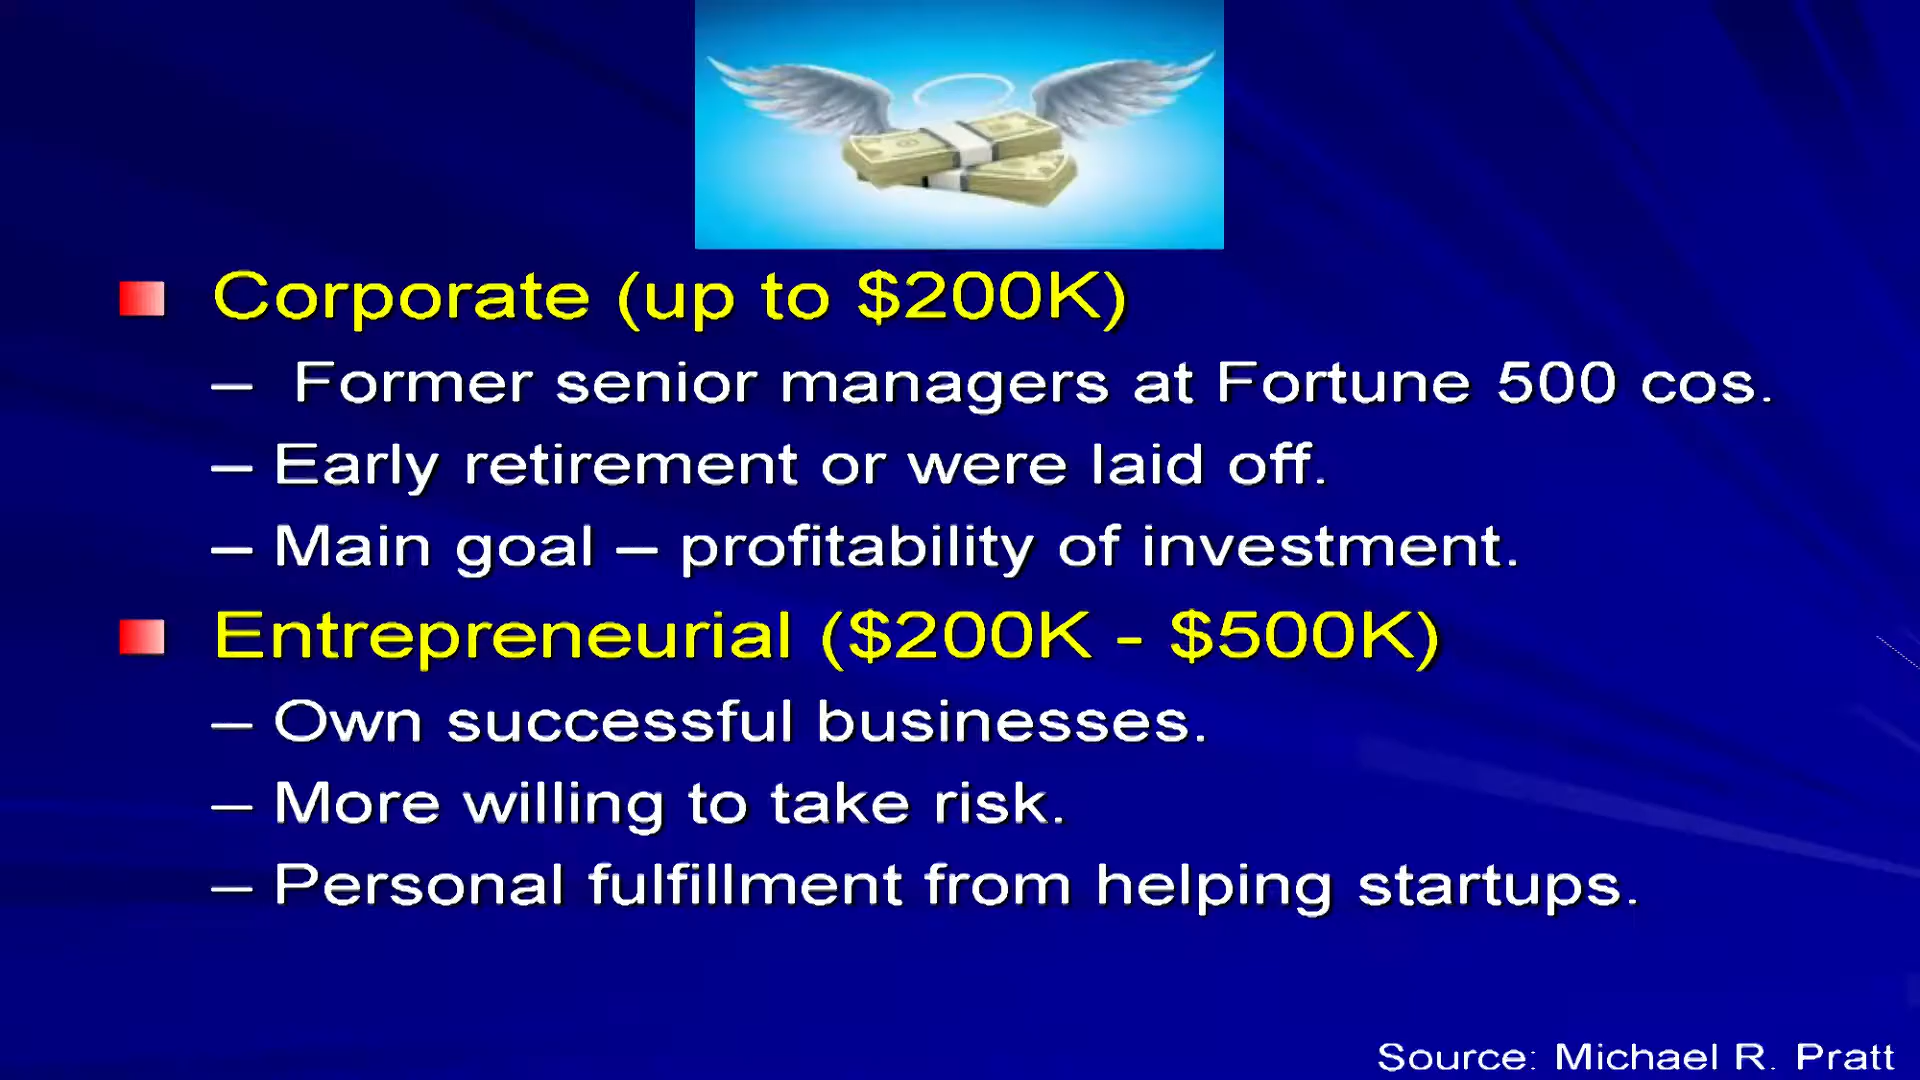 Corporate (up to $200K)
– Former senior managers at Fortune 500 cos.
– Early retirement or were laid off.
– Main goal – profitability of investment.
Entrepreneurial ($200K - $500K)
– Own successful businesses.
– More willing to take risk.
– Personal fulfillment from helping startups.
Source: Michael R. Pratt